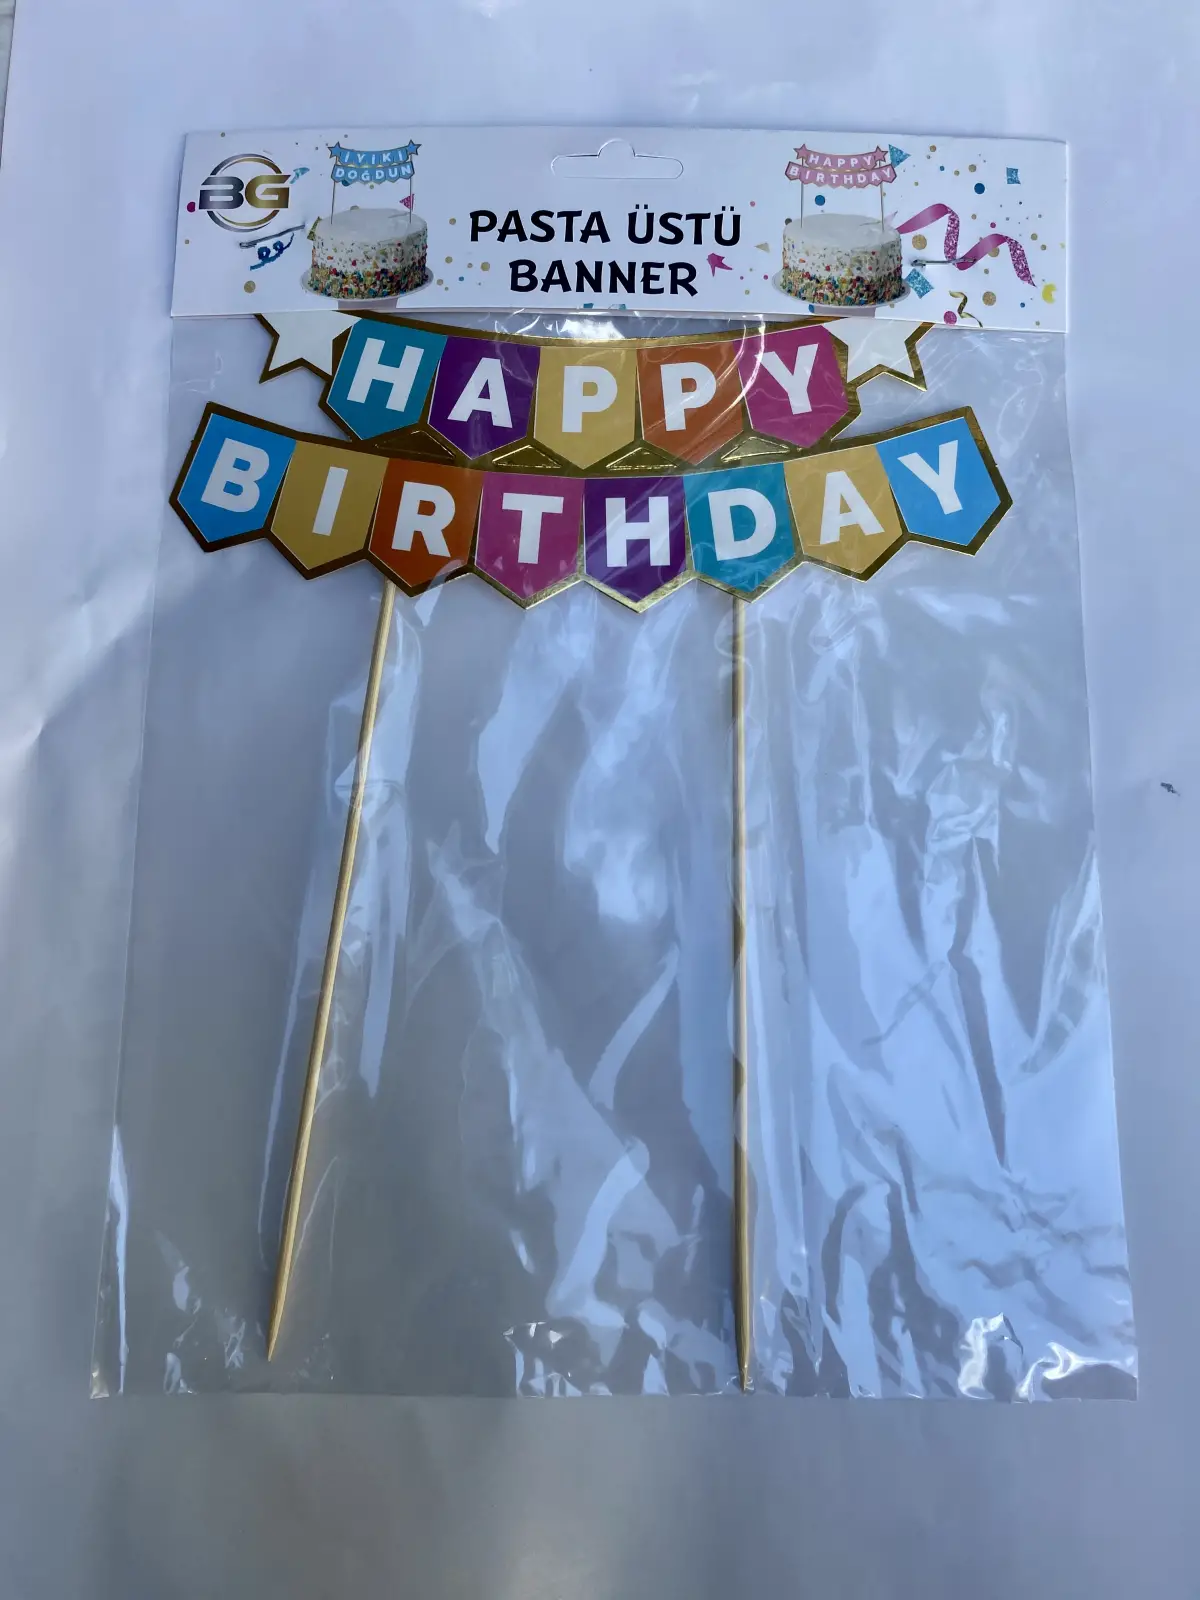 BG
İYİKİ
DOĞDUN
HAPPY
BIRTHDAY
PASTA ÜSTÜ
BANNER
HAPPY
BIRTHDAY